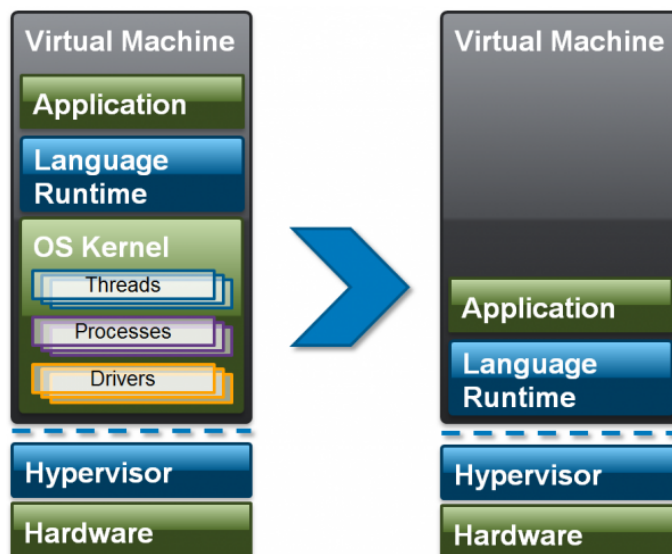 Virtual Machine
Application
Language
Runtime
OS Kernel
Threads
Processes
Drivers
Hypervisor
Hardware
Virtual Machine
Application
Language
Runtime
Hypervisor
Hardware